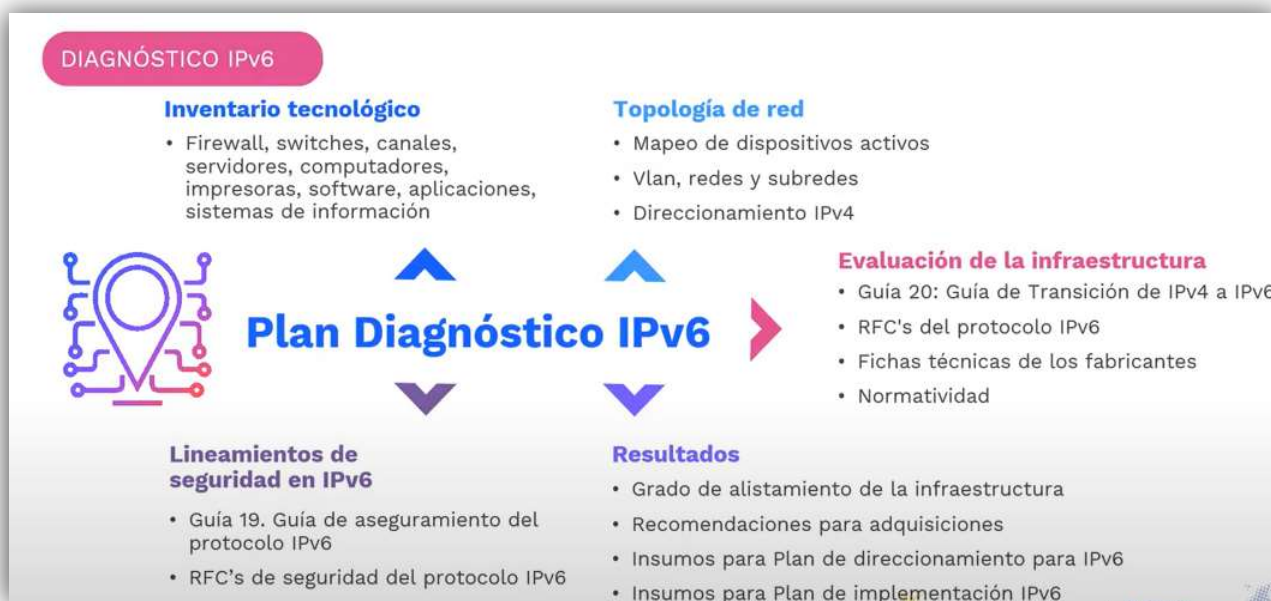 DIAGNÓSTICO IPv6
Inventario tecnológico
• Firewall, switches, canales,
servidores, computadores,
impresoras, software, aplicaciones,
sistemas de información
Topología de red
• Mapeo de dispositivos activos
• Vlan, redes y subredes
• Direccionamiento IPv4
Plan Diagnóstico IPv6
Evaluación de la infraestructura
• Guía 20: Guía de Transición de IPv4 a IPv6
• RFC's del protocolo IPv6
• Fichas técnicas de los fabricantes
• Normatividad
Lineamientos de
seguridad en IPv6
• Guía 19. Guía de aseguramiento del
protocolo IPv6
• RFC’s de seguridad del protocolo IPv6
Resultados
• Grado de alistamiento de la infraestructura
• Recomendaciones para adquisiciones
• Insumos para Plan de direccionamiento para IPv6
• Insumos para Plan de implementación IPv6